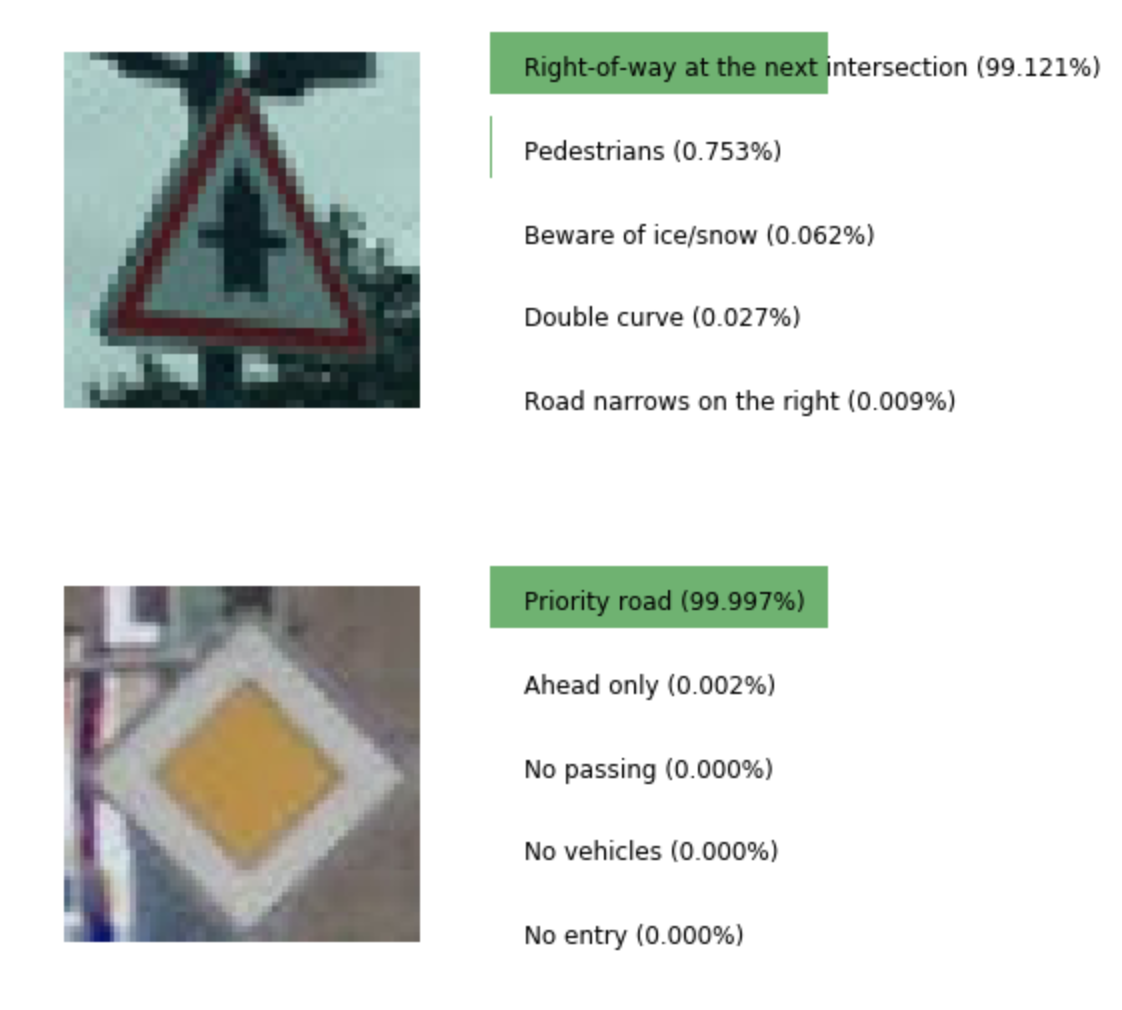 Right-of-way at the next intersection (99.121%)
Pedestrians (0.753%)
Beware of ice/snow (0.062%)
Double curve (0.027%)
Road narrows on the right (0.009%)
Priority road (99.997%)
Ahead only (0.002%)
No passing (0.000%)
No vehicles (0.000%)
No entry (0.000%)